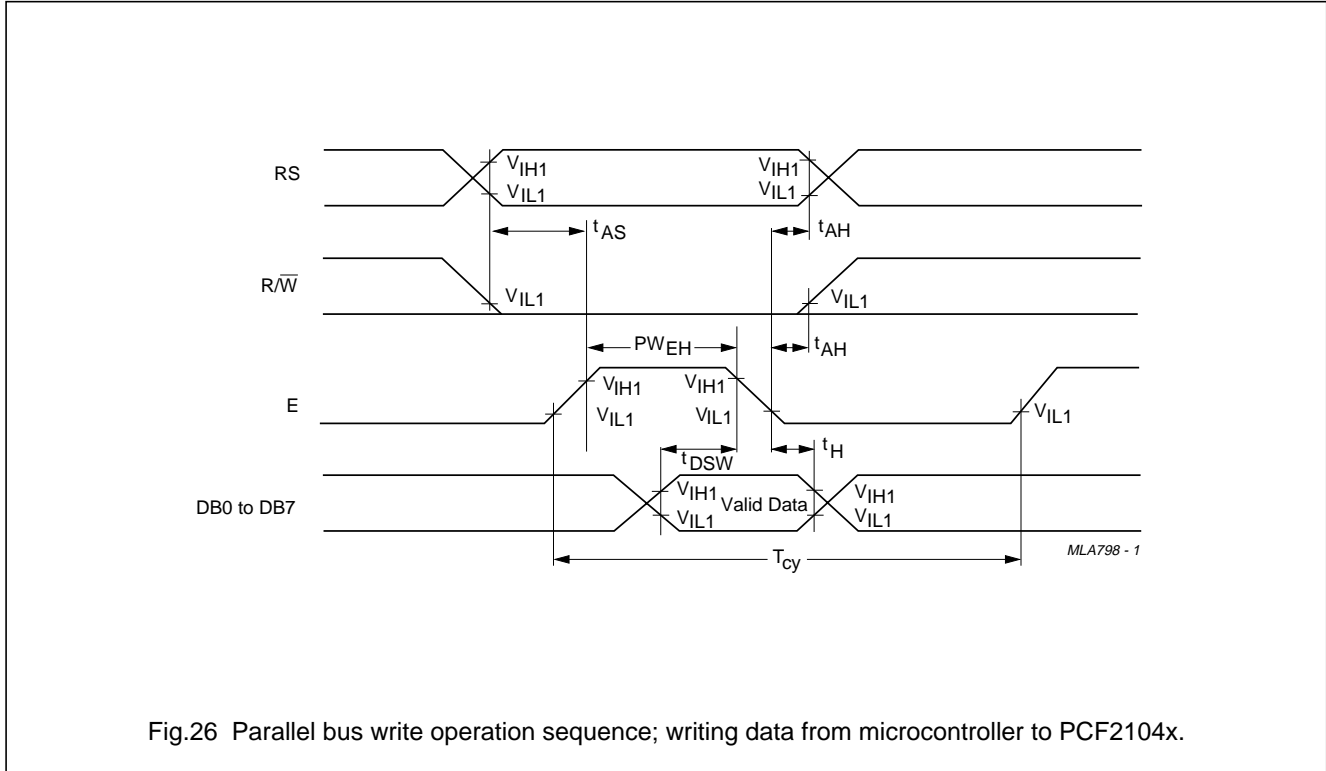 RS
VIH1
VIL1
VIH1
VIL1
tAS
tAH
R/W̅
VIL1
VIL1
PWEH
tAH
E
VIH1
VIL1
VIH1
VIL1
VIL1
tDSW
tH
DB0 to DB7
VIH1
VIL1
Valid Data
VIH1
VIL1
MLA798 - 1
Tcy
Fig.26 Parallel bus write operation sequence; writing data from microcontroller to PCF2104x.